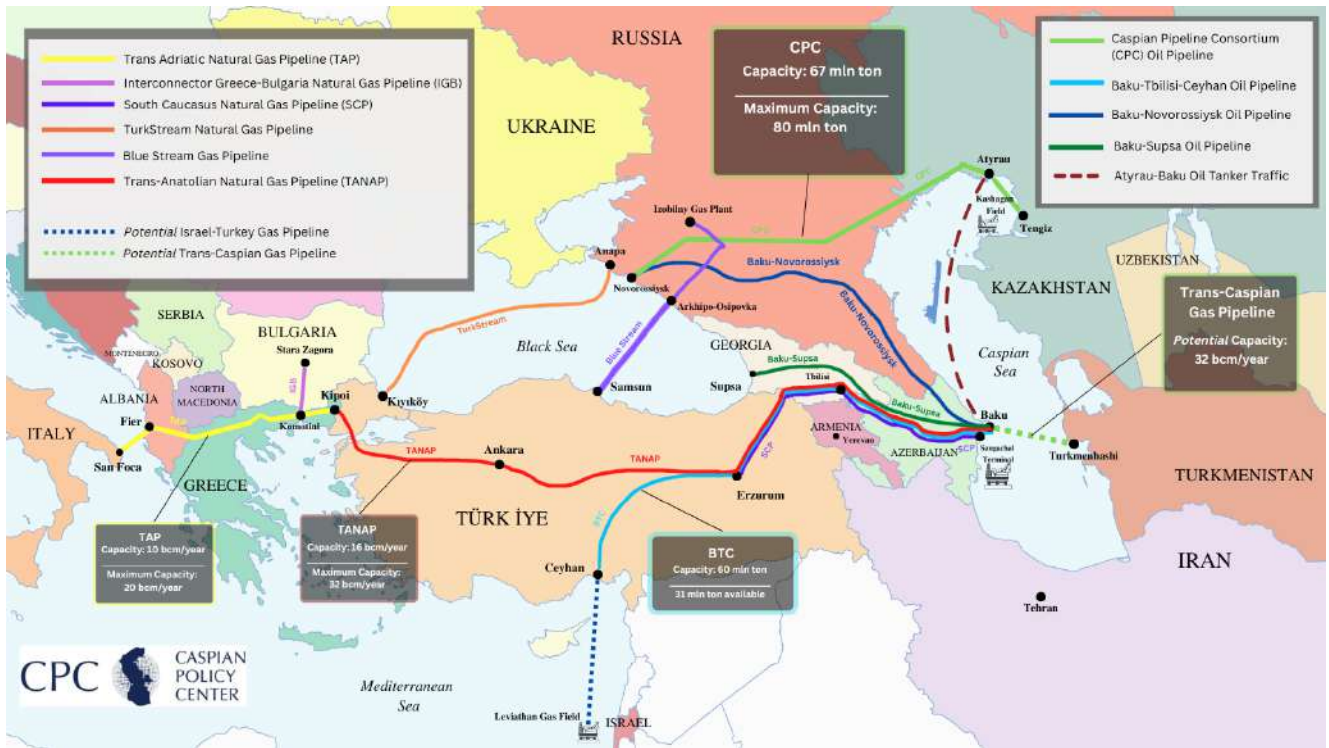 Trans Adriatic Natural Gas Pipeline (TAP)
Interconnector Greece-Bulgaria Natural Gas Pipeline (IGB)
South Caucasus Natural Gas Pipeline (SCP)
TurkStream Natural Gas Pipeline
Blue Stream Gas Pipeline
Trans-Anatolian Natural Gas Pipeline (TANAP)
Potential Israel-Turkey Gas Pipeline
Potential Trans-Caspian Gas Pipeline
RUSSIA
CPC
Capacity: 67 mln ton
Maximum Capacity:
80 mln ton
Caspian Pipeline Consortium
(CPC) Oil Pipeline
Baku-Tbilisi-Ceyhan Oil Pipeline
Baku-Novorossiysk Oil Pipeline
Baku-Supsa Oil Pipeline
Atyrau-Baku Oil Tanker Traffic
UKRAINE
Atyrau
CPC
Kashagan
Field
Tengiz
Izobilny Gas Plant
CPC
Anapa
Novorossiysk
Baku-Novorossiysk
Baku-Novorossiysk
Arkhipo-Osipovka
UZBEKISTAN
KAZAKHSTAN
Trans-Caspian
Gas Pipeline
Potential Capacity:
32 bcm/year
SERBIA
MONTENEGRO
KOSOVO
BULGARIA
Stara Zagora
IGB
TurkStream
Black Sea
Blue Stream
GEORGIA
Baku-Supsa
Tbilisi
Supsa
Caspian
Sea
NORTH
MACEDONIA
ALBANIA
Fier
TAP
Kipoi
Komotini
Kıyıköy
Samsun
Baku-Supsa
Baku
ITALY
San Foca
ARMENIA
Yerevan
AZERBAIJAN
SCP
Sangachal
Terminal
Turkmenbashi
Ankara
TANAP
TANAP
SCP
Erzurum
GREECE
TÜRK İYE
TURKMENISTAN
BTC
TAP
Capacity: 10 bcm/year
Maximum Capacity:
20 bcm/year
TANAP
Capacity: 16 bcm/year
Maximum Capacity:
32 bcm/year
BTC
Capacity: 60 mln ton
31 mln ton available
Ceyhan
IRAN
Tehran
CPC
CASPIAN
POLICY
CENTER
Mediterranean
Sea
Leviathan Gas Field
ISRAEL